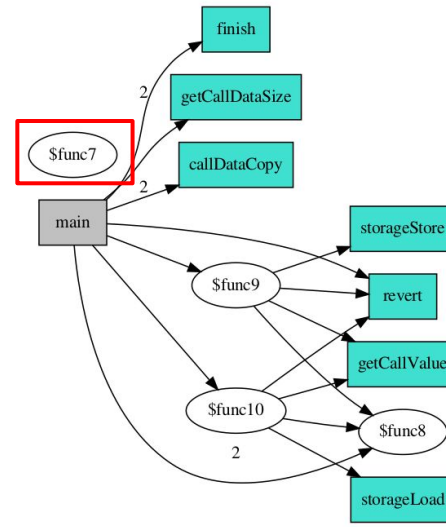 finish
2
getCallDataSize
$func7
callDataCopy
2
main
storageStore
$func9
revert
getCallValue
$func10
$func8
2
storageLoad